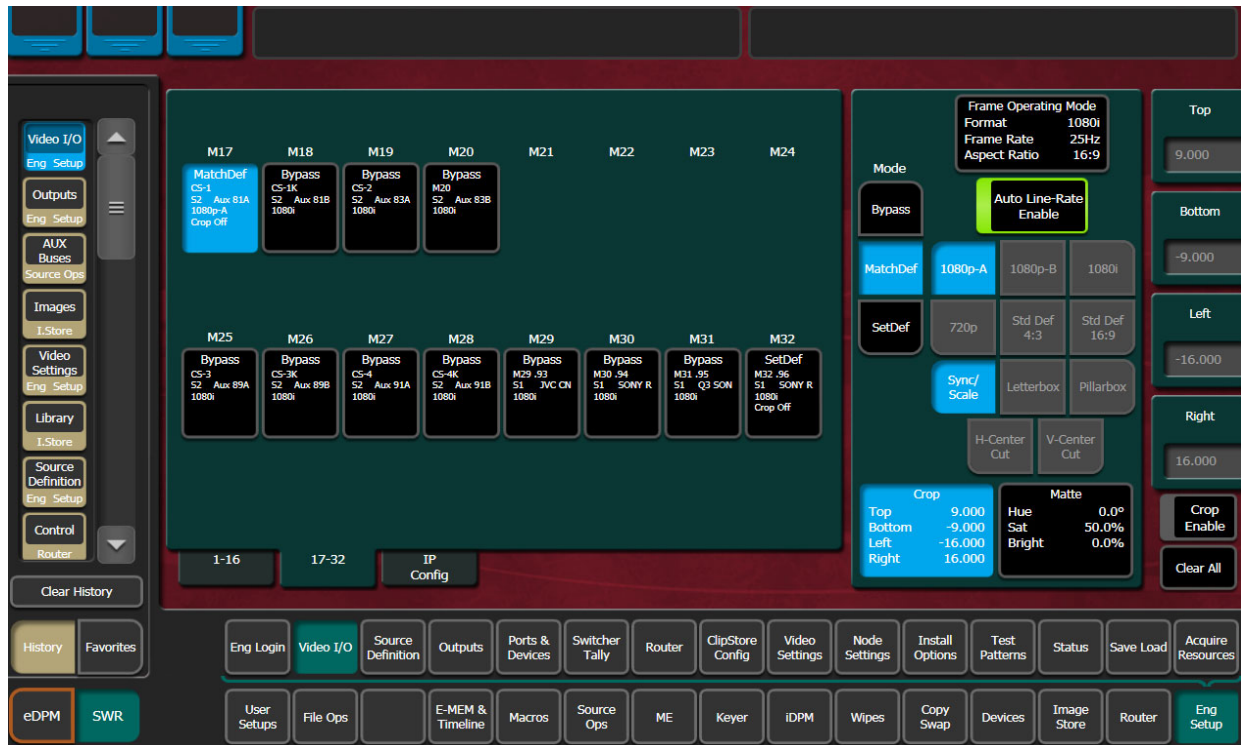 Video I/O
Eng Setup
Outputs
Eng Setup
AUX
Buses
Source Ops
Images
I.Store
Video
Settings
Eng Setup
Library
I.Store
Source
Definition
Eng Setup
Control
Router
Clear History
History
Favorites
eDPM
SWR
M17
M18
M19
M20
M21
M22
M23
M24
MatchDef
CS-1
S2 Aux 81A
1080p-A
Crop Off
Bypass
CS-1K
S2 Aux 81B
1080i
Bypass
CS-2
S2 Aux 83A
1080i
Bypass
M20
S2 Aux 83B
1080i
M25
M26
M27
M28
M29
M30
M31
M32
Bypass
CS-3
S2 Aux 89A
1080i
Bypass
CS-3K
S2 Aux 89B
1080i
Bypass
CS-4
S2 Aux 91A
1080i
Bypass
CS-4K
S2 Aux 91B
1080i
Bypass
M29 .93
S1 JVC CN
1080i
Bypass
M30 .94
S1 SONY R
1080i
Bypass
M31 .95
S1 Q3 SON
1080i
SetDef
M32 .96
S1 SONY R
1080i
Crop Off
1-16
17-32
IP
Config
Frame Operating Mode
Format 1080i
Frame Rate 25Hz
Aspect Ratio 16:9
Mode
Bypass
Auto Line-Rate
Enable
MatchDef
1080p-A
1080p-B
1080i
SetDef
720p
Std Def
4:3
Std Def
16:9
Sync/
Scale
Letterbox
Pillarbox
H-Center
Cut
V-Center
Cut
Crop
Top 9.000
Bottom -9.000
Left -16.000
Right 16.000
Matte
Hue 0.0°
Sat 50.0%
Bright 0.0%
Top
9.000
Bottom
-9.000
Left
-16.000
Right
16.000
Crop
Enable
Clear All
Eng Login
Video I/O
Source
Definition
Outputs
Ports &
Devices
Switcher
Tally
Router
ClipStore
Config
Video
Settings
Node
Settings
Install
Options
Test
Patterns
Status
Save Load
Acquire
Resources
User
Setups
File Ops
E-MEM &
Timeline
Macros
Source
Ops
ME
Keyer
iDPM
Wipes
Copy
Swap
Devices
Image
Store
Router
Eng
Setup